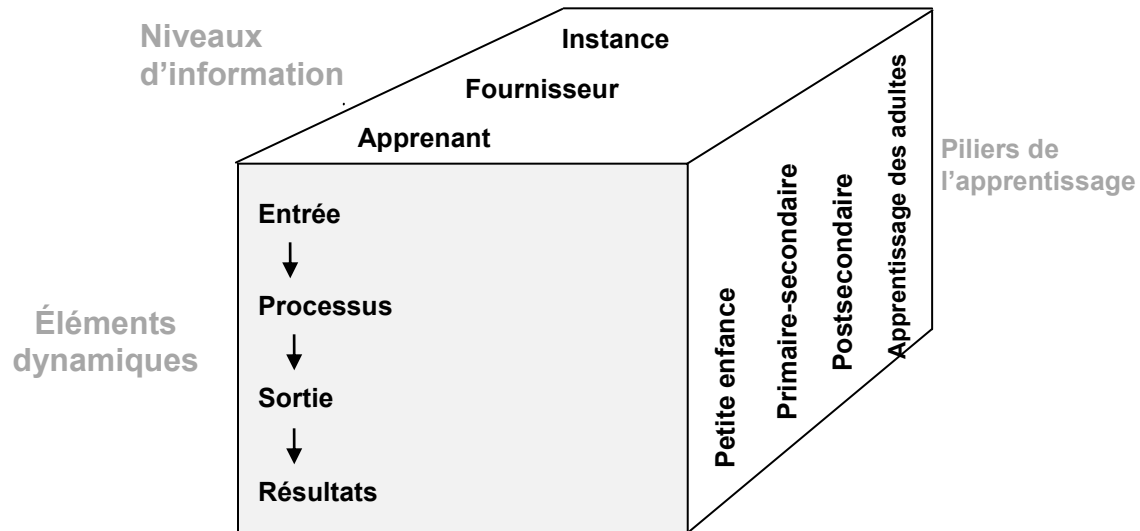 Niveaux
d’information
Instance
Fournisseur
Apprenant
Éléments
dynamiques
Entrée
Processus
Sortie
Résultats
Petite enfance
Primaire-secondaire
Postsecondaire
Apprentissage des adultes
Piliers de
l’apprentissage